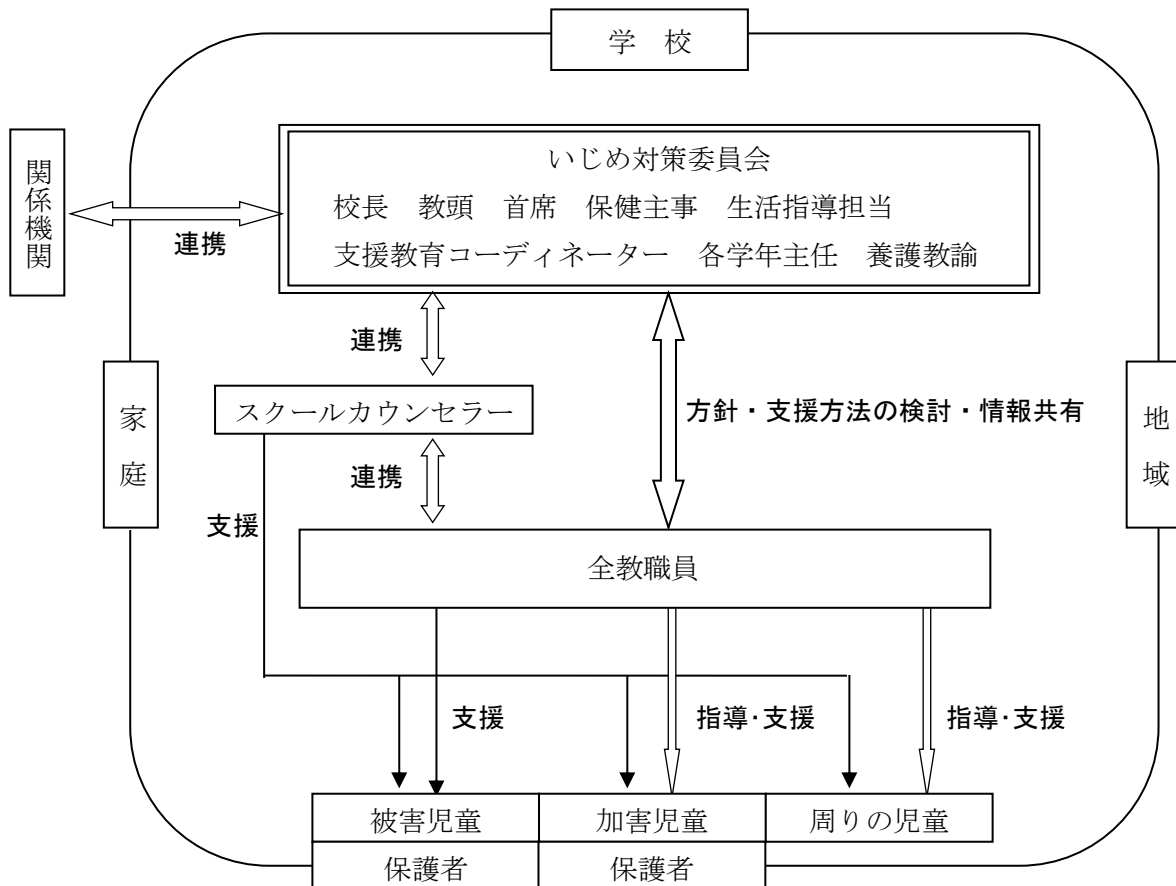 学　校
いじめ対策委員会
校長　教頭　首席　保健主事　生活指導担当
支援教育コーディネーター　各学年主任　養護教諭
関係機関
連携
連携
スクールカウンセラー
方針・支援方法の検討・情報共有
家庭
地域
連携
支援
全教職員
支援
指導・支援
指導・支援
被害児童
加害児童
周りの児童
保護者
保護者